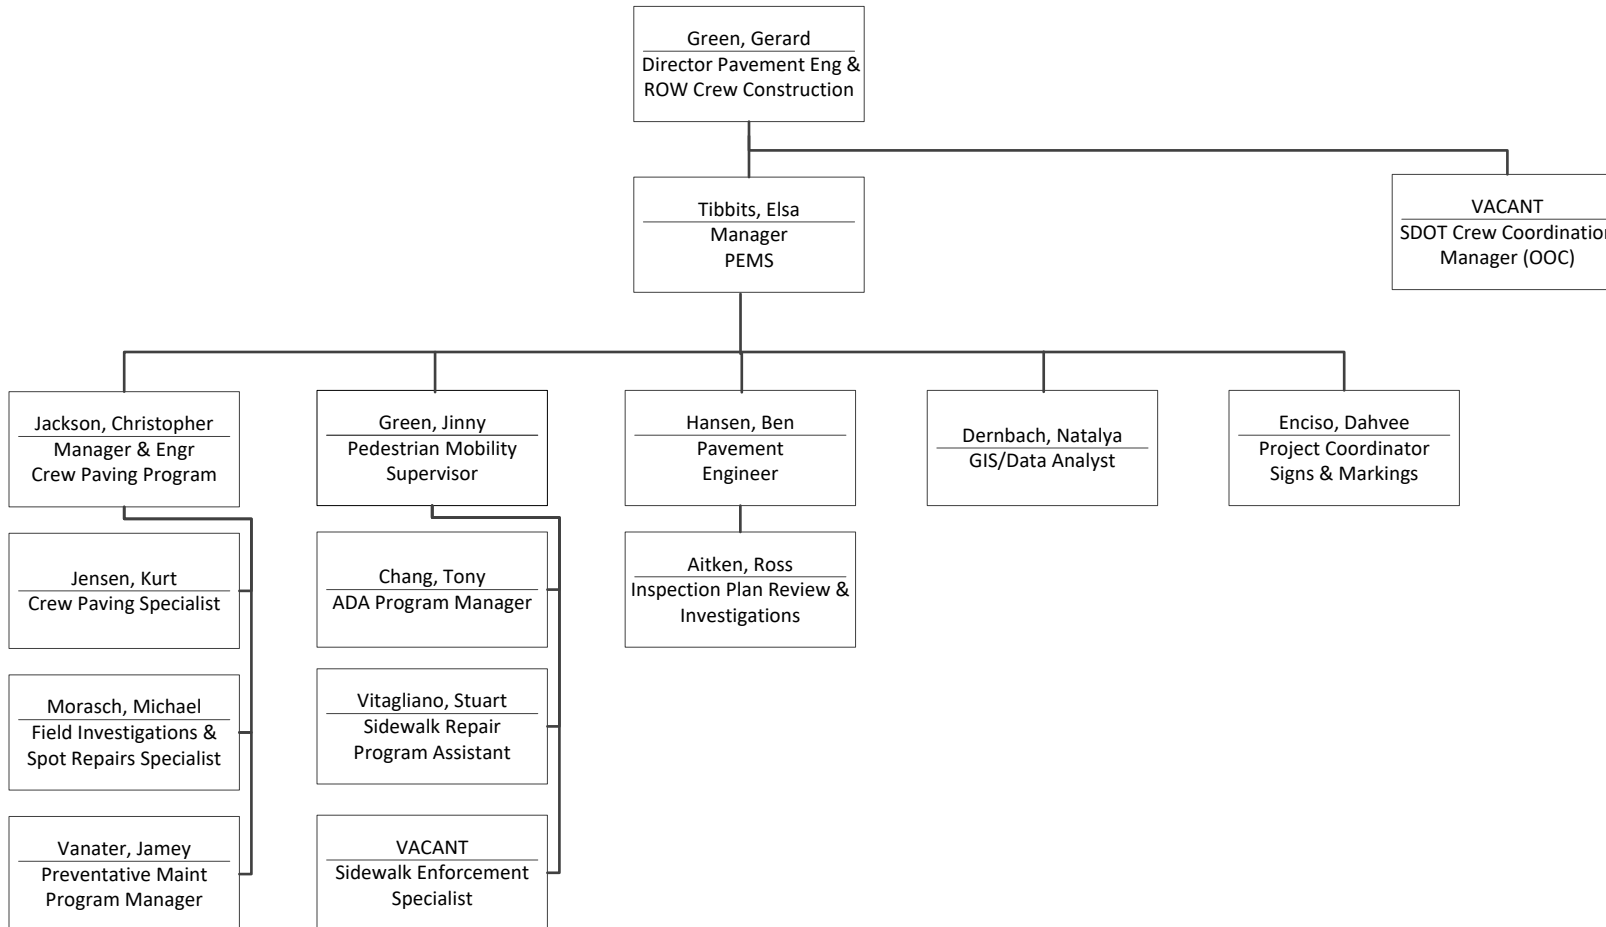 Green, Gerard
Director Pavement Eng &
ROW Crew Construction
Tibbits, Elsa
Manager
PEMS
VACANT
SDOT Crew Coordination
Manager (OOC)
Jackson, Christopher
Manager & Engr
Crew Paving Program
Green, Jinny
Pedestrian Mobility
Supervisor
Hansen, Ben
Pavement
Engineer
Dernbach, Natalya
GIS/Data Analyst
Enciso, Dahvee
Project Coordinator
Signs & Markings
Jensen, Kurt
Crew Paving Specialist
Chang, Tony
ADA Program Manager
Aitken, Ross
Inspection Plan Review &
Investigations
Morasch, Michael
Field Investigations &
Spot Repairs Specialist
Vitagliano, Stuart
Sidewalk Repair
Program Assistant
Vanater, Jamey
Preventative Maint
Program Manager
VACANT
Sidewalk Enforcement
Specialist